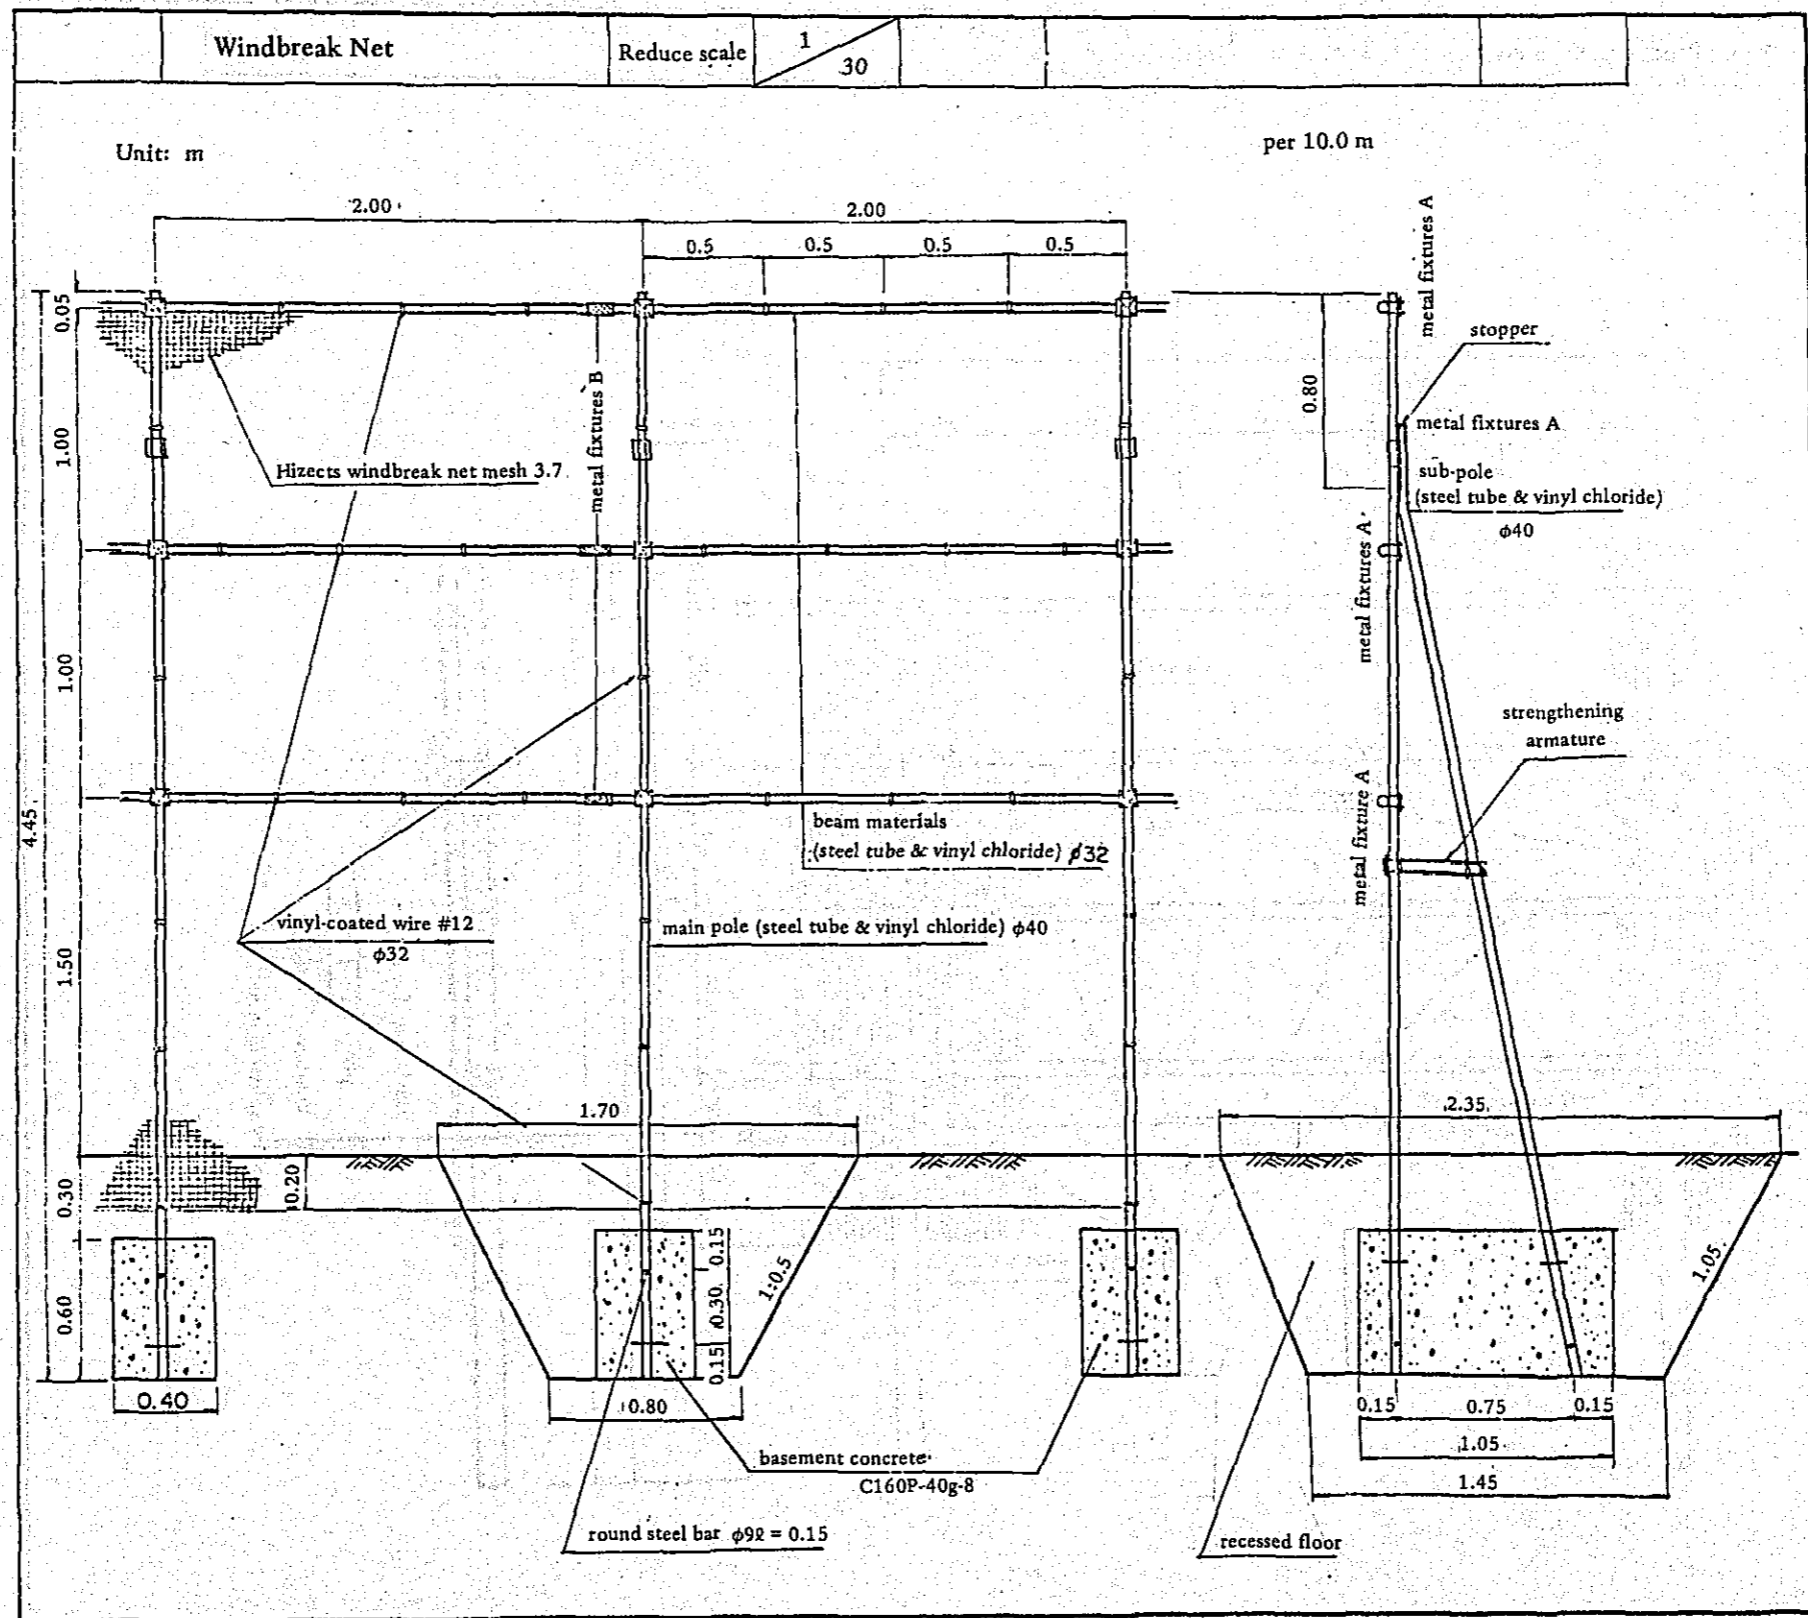 Windbreak Net
Reduce scale
1
30
Unit: m
per 10.0 m
2.00
2.00
0.5
0.5
0.5
0.5
metal fixtures A
0.05
stopper
0.80
metal fixtures B
metal fixtures A
1.00
Hizects windbreak net mesh 3.7
sub-pole
(steel tube & vinyl chloride)
φ40
metal fixtures A
1.00
strengthening
armature
4.45
metal fixture A
beam materials
(steel tube & vinyl chloride) φ32
vinyl-coated wire #12
φ32
main pole (steel tube & vinyl chloride) φ40
1.50
1.70
2.35
0.30
0.20
0.15
0.30
0.15
1:0.5
1.05
0.60
0.40
0.80
0.15
0.75
0.15
1.05
1.45
basement concrete
C160P-40g-8
round steel bar φ9ℓ = 0.15
recessed floor